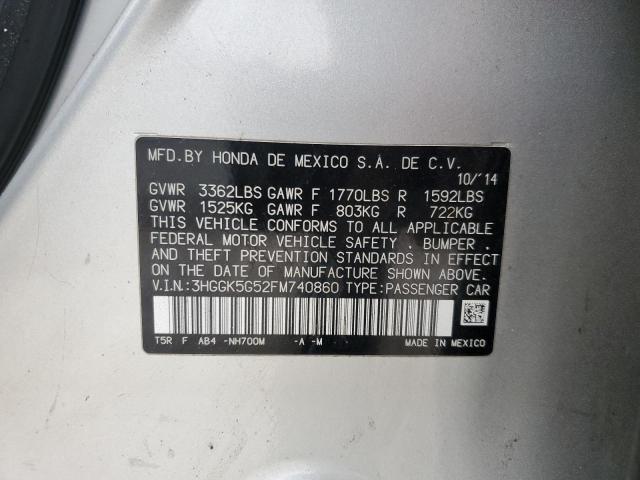 MFD.BY HONDA DE MEXICO S.A. DE C.V.
10/'14
GVWR 3362LBS GAWR F 1770LBS R 1592LBS
GVWR 1525KG GAWR F 803KG R 722KG
THIS VEHICLE CONFORMS TO ALL APPLICABLE
FEDERAL MOTOR VEHICLE SAFETY . BUMPER .
AND THEFT PREVENTION STANDARDS IN EFFECT
ON THE DATE OF MANUFACTURE SHOWN ABOVE.
V.I.N.:3HGGK5G52FM740860 TYPE:PASSENGER CAR
T5R F AB4 -NH700M -A -M MADE IN MEXICO